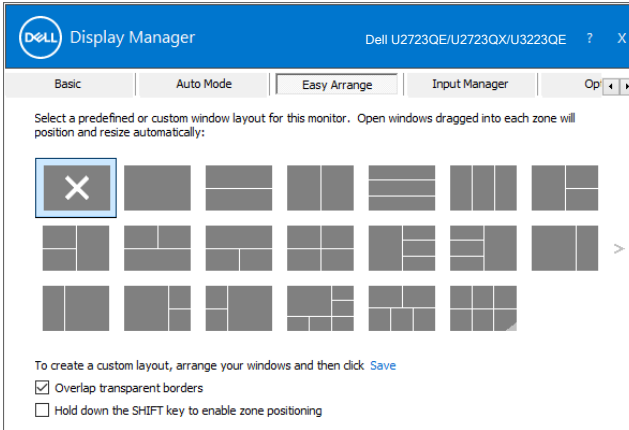 DELL Display Manager Dell U2723QE/U2723QX/U3223QE ? X
Basic Auto Mode Easy Arrange Input Manager Op
Select a predefined or custom window layout for this monitor. Open windows dragged into each zone will
position and resize automatically:
>
To create a custom layout, arrange your windows and then click Save
Overlap transparent borders
Hold down the SHIFT key to enable zone positioning